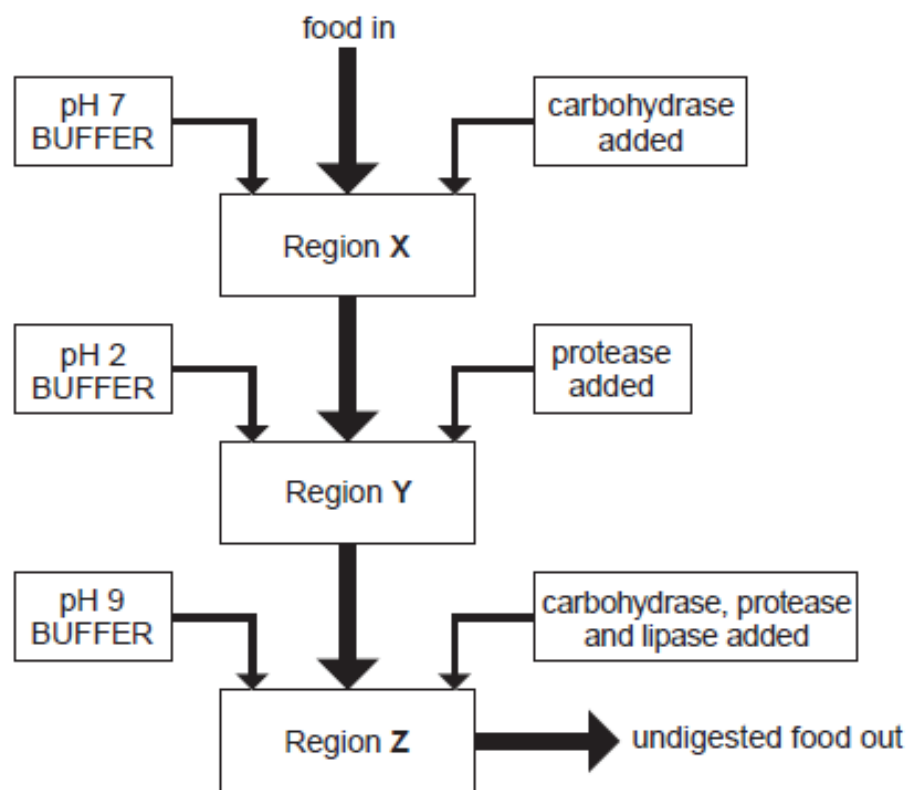 food in
pH 7
BUFFER
carbohydrase
added
Region X
pH 2
BUFFER
protease
added
Region Y
pH 9
BUFFER
carbohydrase, protease
and lipase added
Region Z
undigested food out